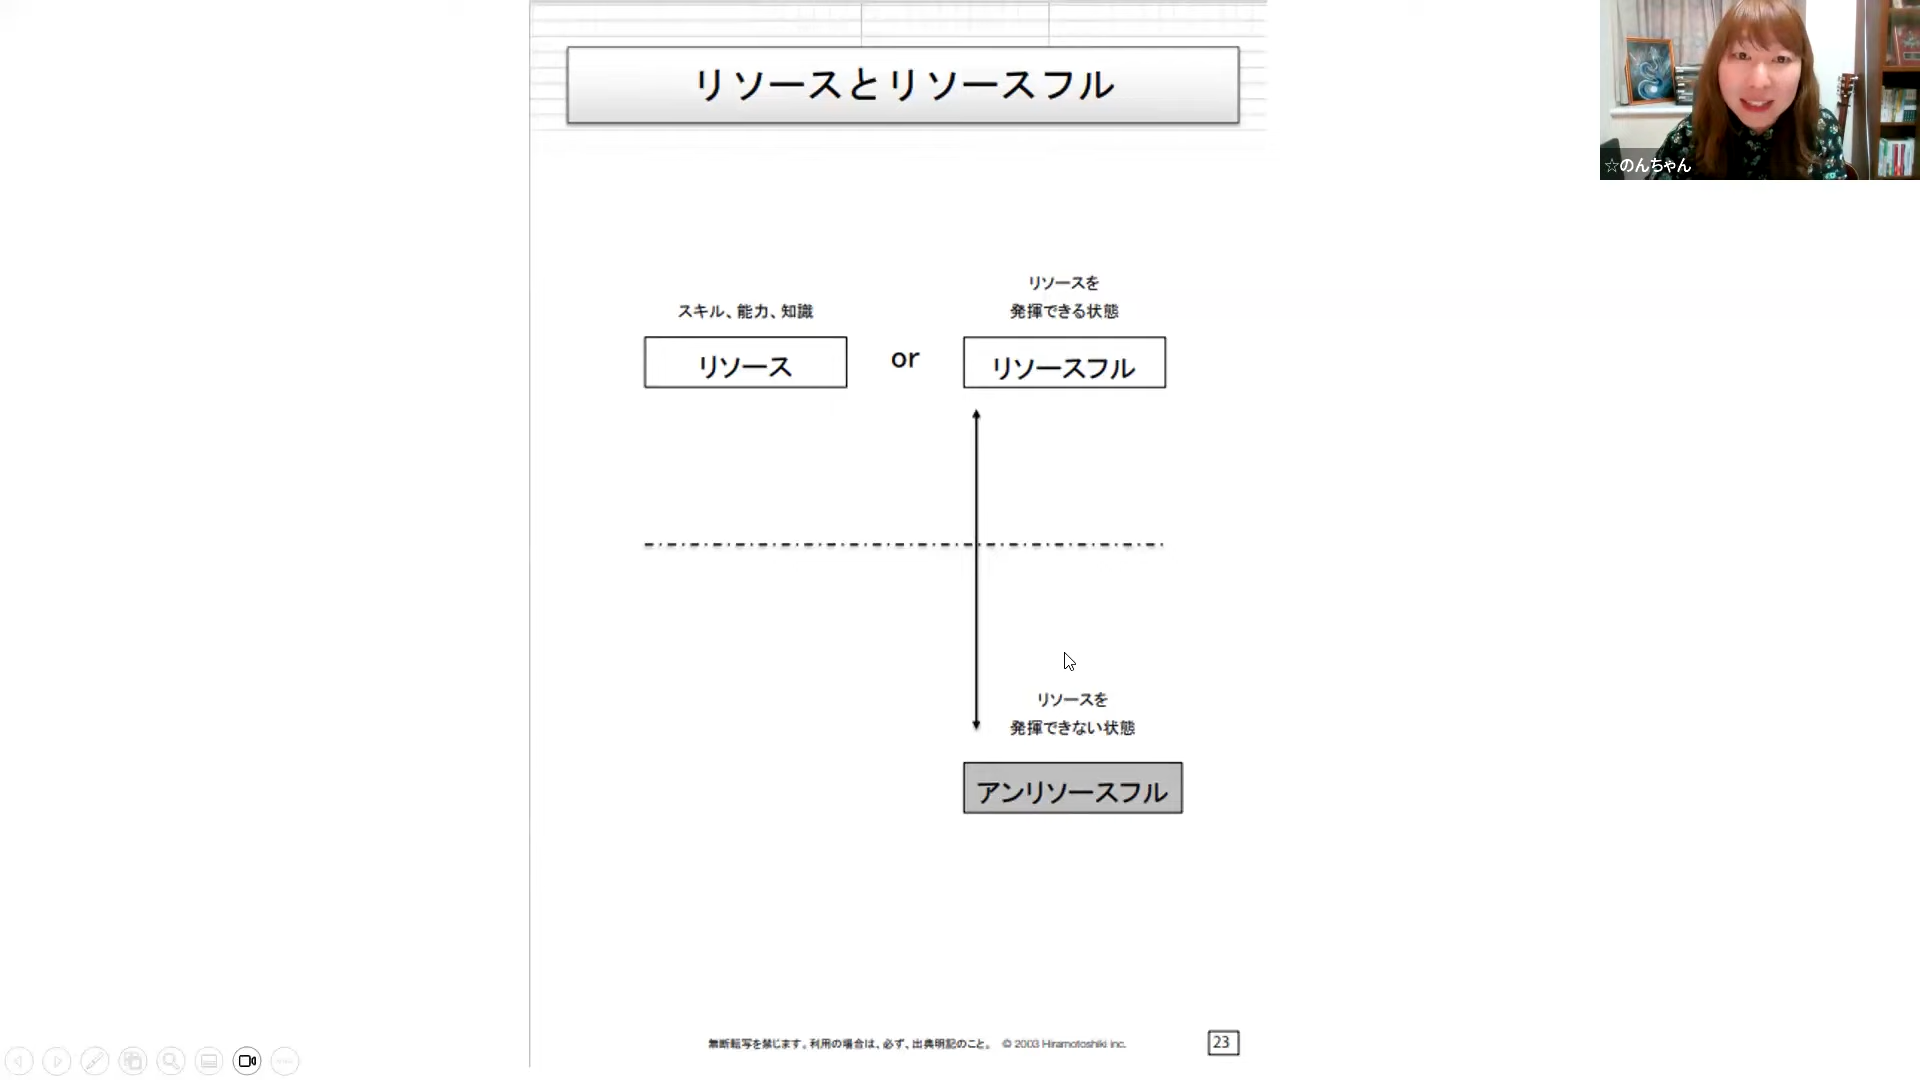 リソースとリソースフル
☆のんちゃん
スキル、能力、知識
リソース
or
リソースを
発揮できる状態
リソースフル
リソースを
発揮できない状態
アンリソースフル
無断転写を禁じます。利用の場合は、必ず、出典明記のこと。 © 2003 Hiramotoshiki inc.
23